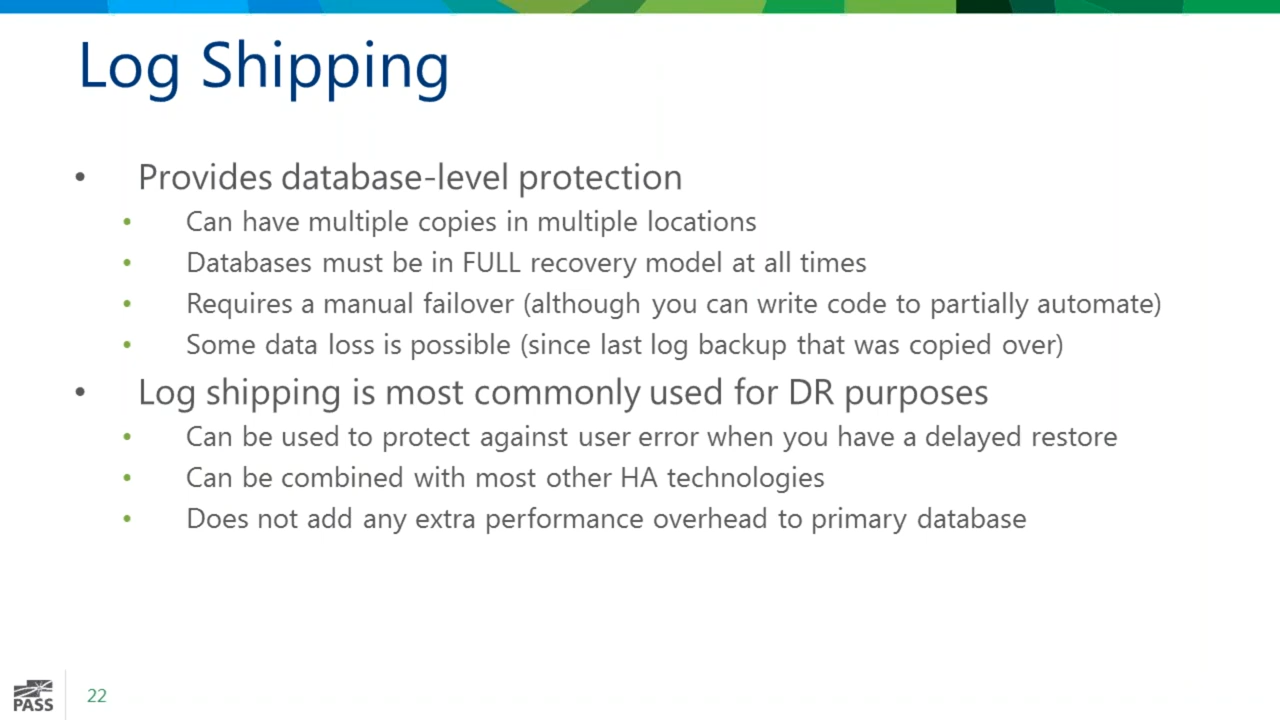 Log Shipping
• Provides database-level protection
• Can have multiple copies in multiple locations
• Databases must be in FULL recovery model at all times
• Requires a manual failover (although you can write code to partially automate)
• Some data loss is possible (since last log backup that was copied over)
• Log shipping is most commonly used for DR purposes
• Can be used to protect against user error when you have a delayed restore
• Can be combined with most other HA technologies
• Does not add any extra performance overhead to primary database
PASS
22